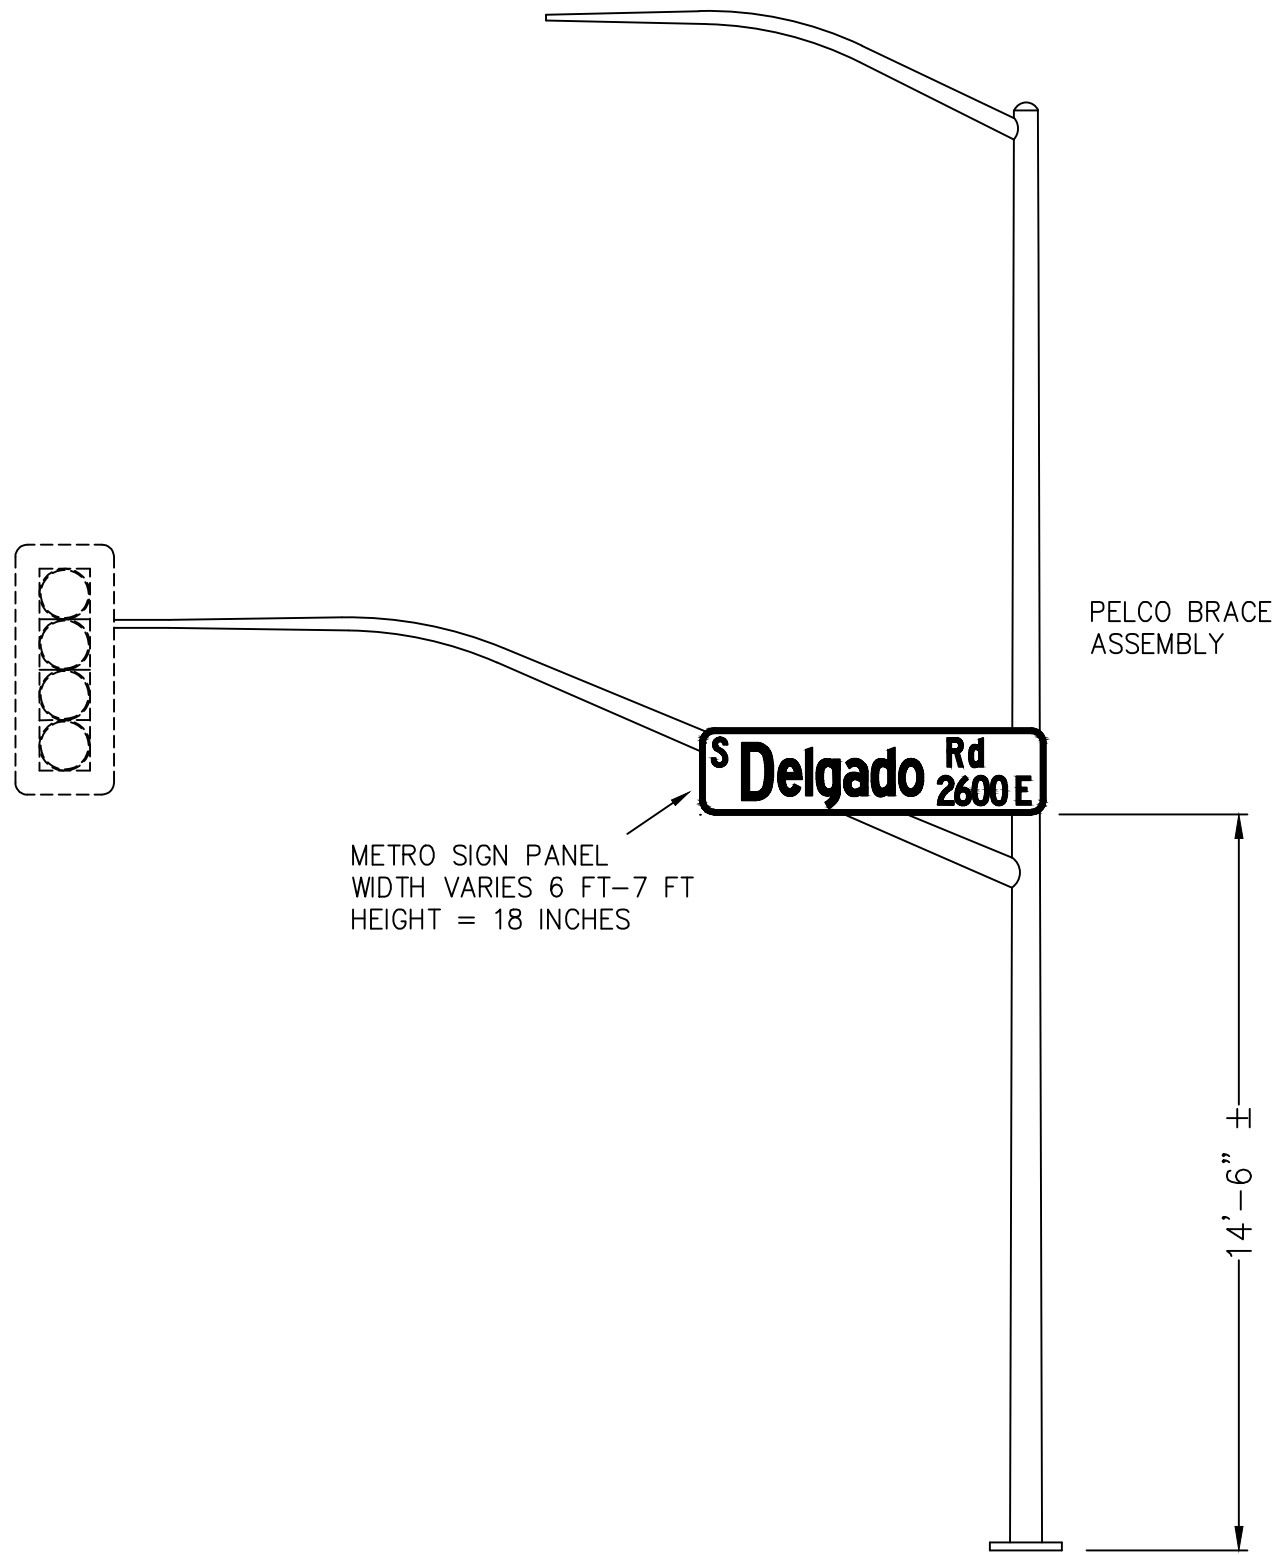 PELCO BRACE
ASSEMBLY
S Delgado Rd
2600 E
METRO SIGN PANEL
WIDTH VARIES 6 FT-7 FT
HEIGHT = 18 INCHES
14'-6" ±